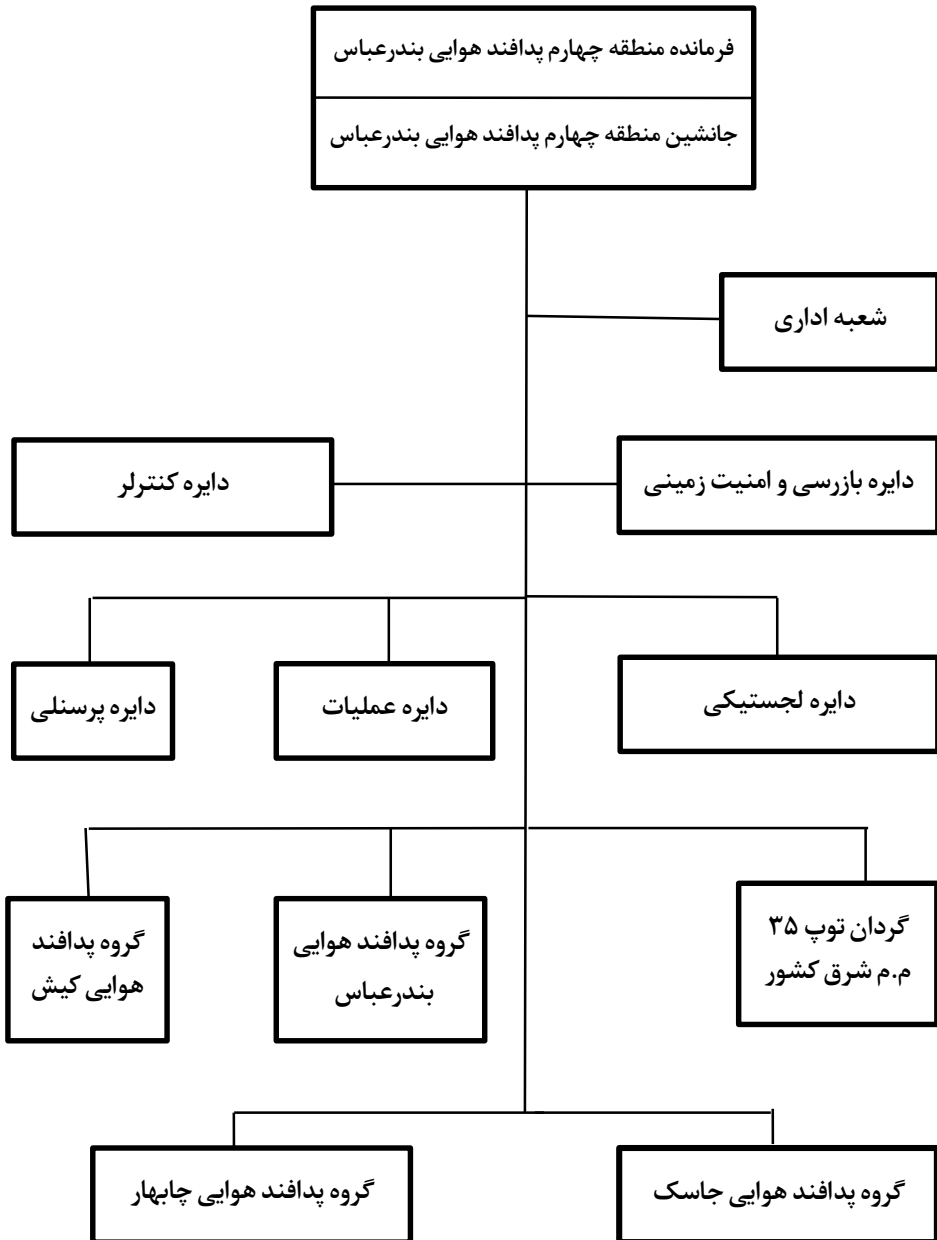 فرمانده منطقه چهارم پدافند هوایی بندرعباس
جانشین منطقه چهارم پدافند هوایی بندرعباس
شعبه اداری
دایره بازرسی و امنیت زمینی
دایره کنترلر
دایره لجستیکی
دایره عملیات
دایره پرسنلی
گردان توپ ۳۵
م.م شرق کشور
گروه پدافند هوایی
بندرعباس
گروه پدافند
هوایی کیش
گروه پدافند هوایی جاسک
گروه پدافند هوایی چابهار